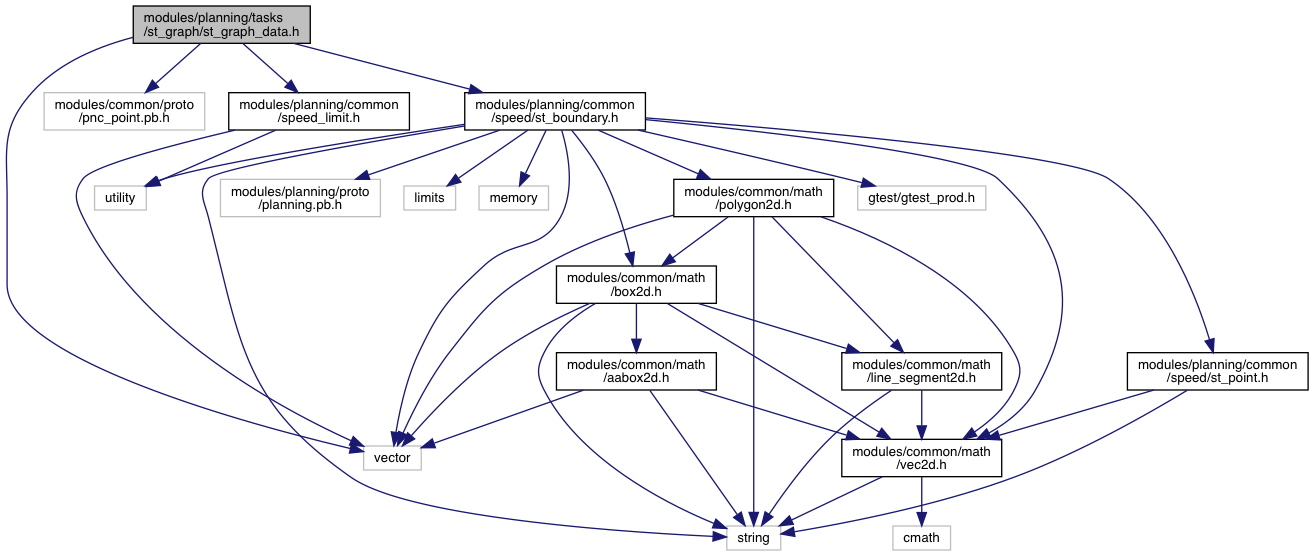 modules/planning/tasks
/st_graph/st_graph_data.h
modules/common/proto
/pnc_point.pb.h
modules/planning/common
/speed_limit.h
modules/planning/common
/speed/st_boundary.h
utility
modules/planning/proto
/planning.pb.h
limits
memory
modules/common/math
/polygon2d.h
gtest/gtest_prod.h
modules/common/math
/box2d.h
modules/common/math
/aabox2d.h
modules/common/math
/line_segment2d.h
modules/planning/common
/speed/st_point.h
vector
modules/common/math
/vec2d.h
string
cmath